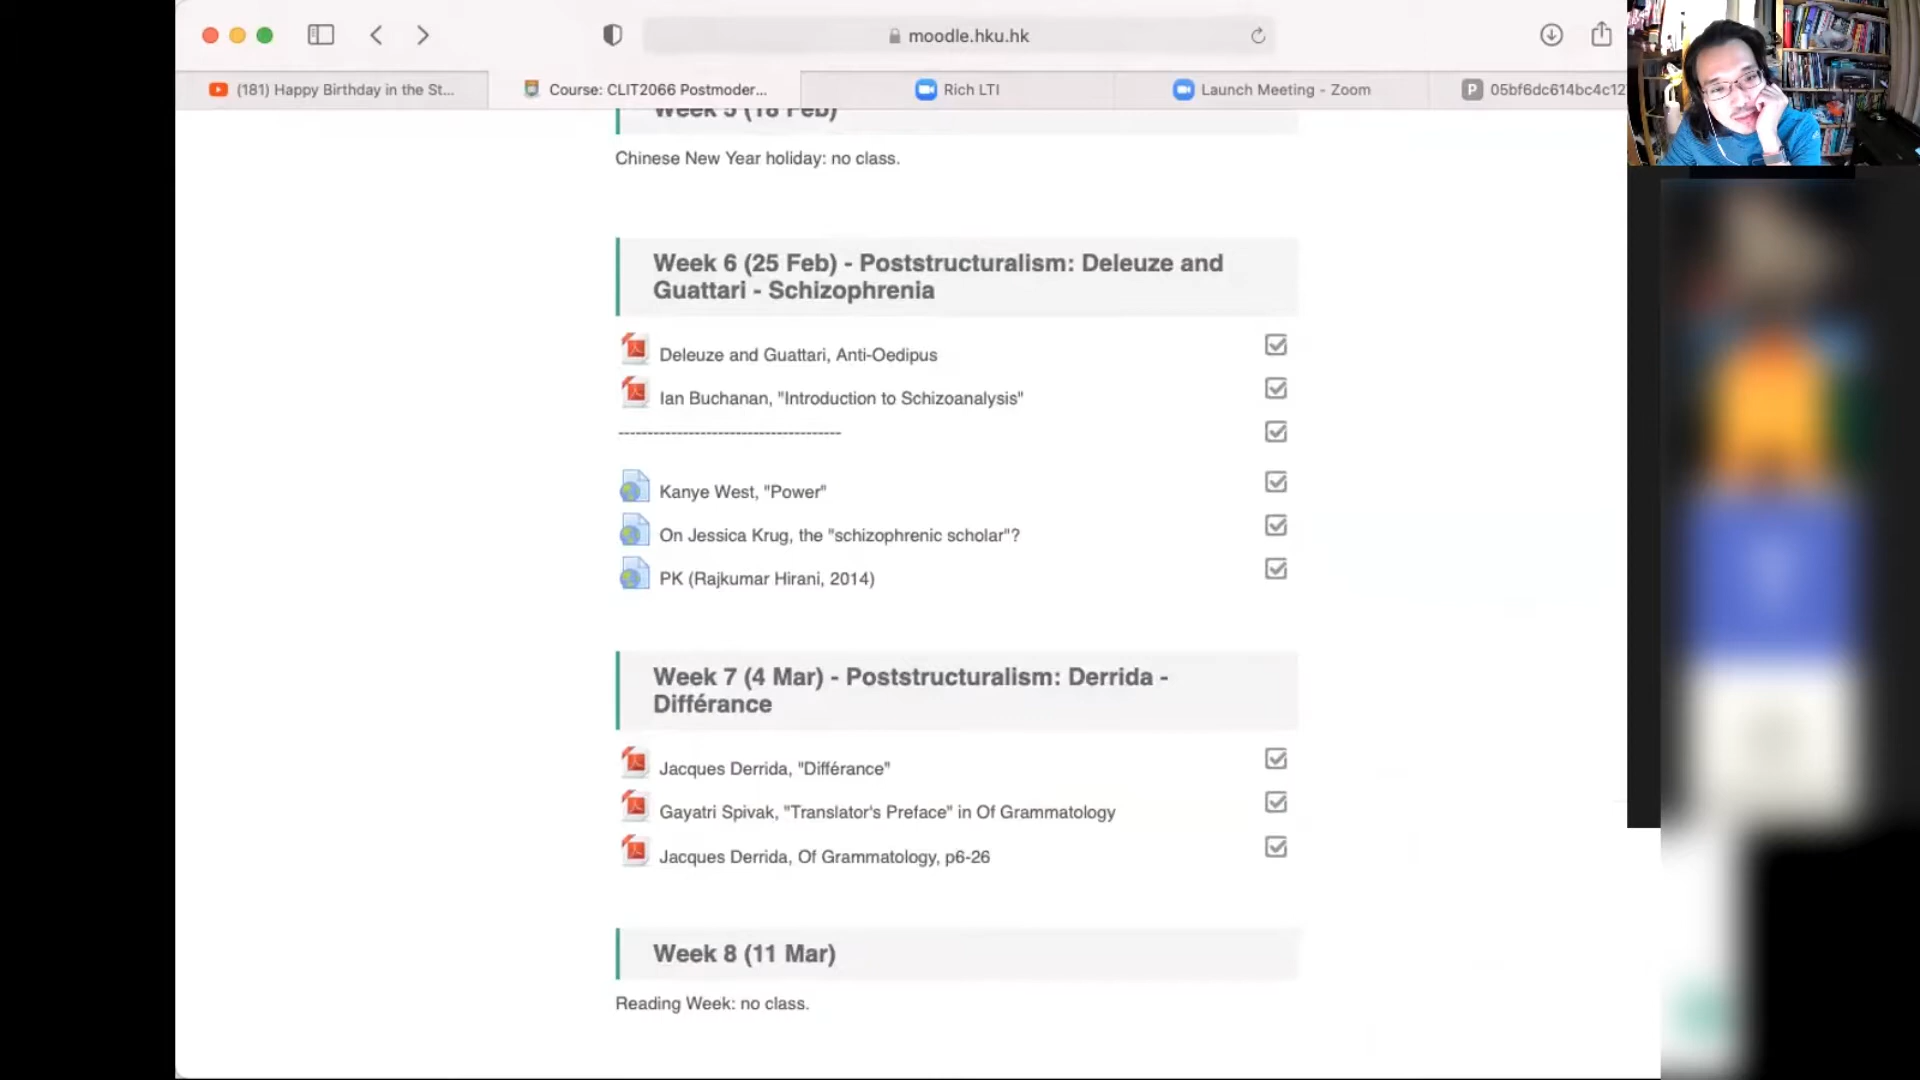 moodle.hku.hk
(181) Happy Birthday in the St...
Course: CLIT2066 Postmoder...
Rich LTI
Launch Meeting - Zoom
05bf6dc614bc4c12
Week 5 (18 Feb)
Chinese New Year holiday: no class.
Week 6 (25 Feb) - Poststructuralism: Deleuze and
Guattari - Schizophrenia
Deleuze and Guattari, Anti-Oedipus
Ian Buchanan, "Introduction to Schizoanalysis"
--------------------------------------
Kanye West, "Power"
On Jessica Krug, the "schizophrenic scholar"?
PK (Rajkumar Hirani, 2014)
Week 7 (4 Mar) - Poststructuralism: Derrida -
Différance
Jacques Derrida, "Différance"
Gayatri Spivak, "Translator's Preface" in Of Grammatology
Jacques Derrida, Of Grammatology, p6-26
Week 8 (11 Mar)
Reading Week: no class.